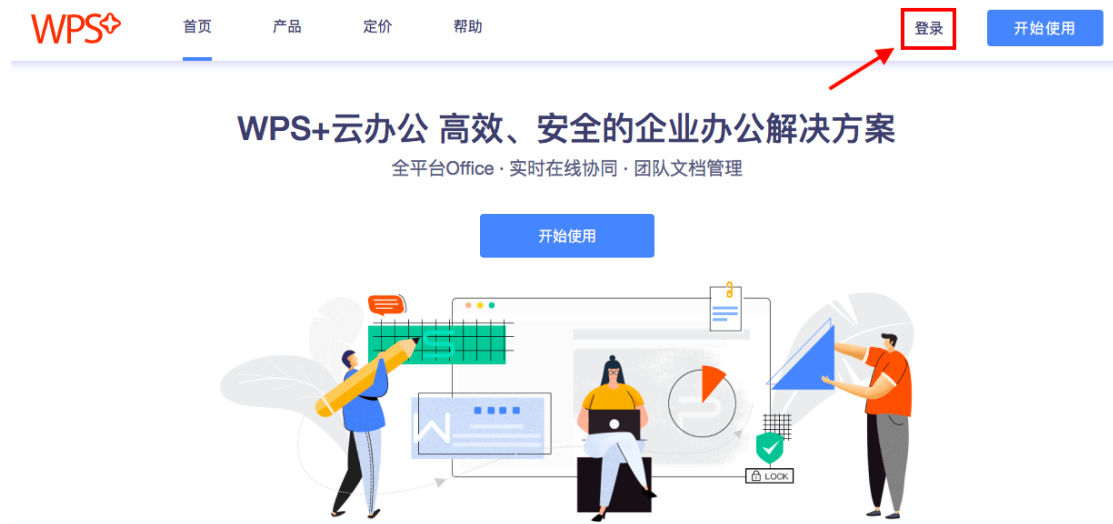 WPS
首页 产品 定价 帮助 登录 开始使用
WPS+云办公 高效、安全的企业办公解决方案
全平台Office · 实时在线协同 · 团队文档管理
开始使用
S
W
LOCK